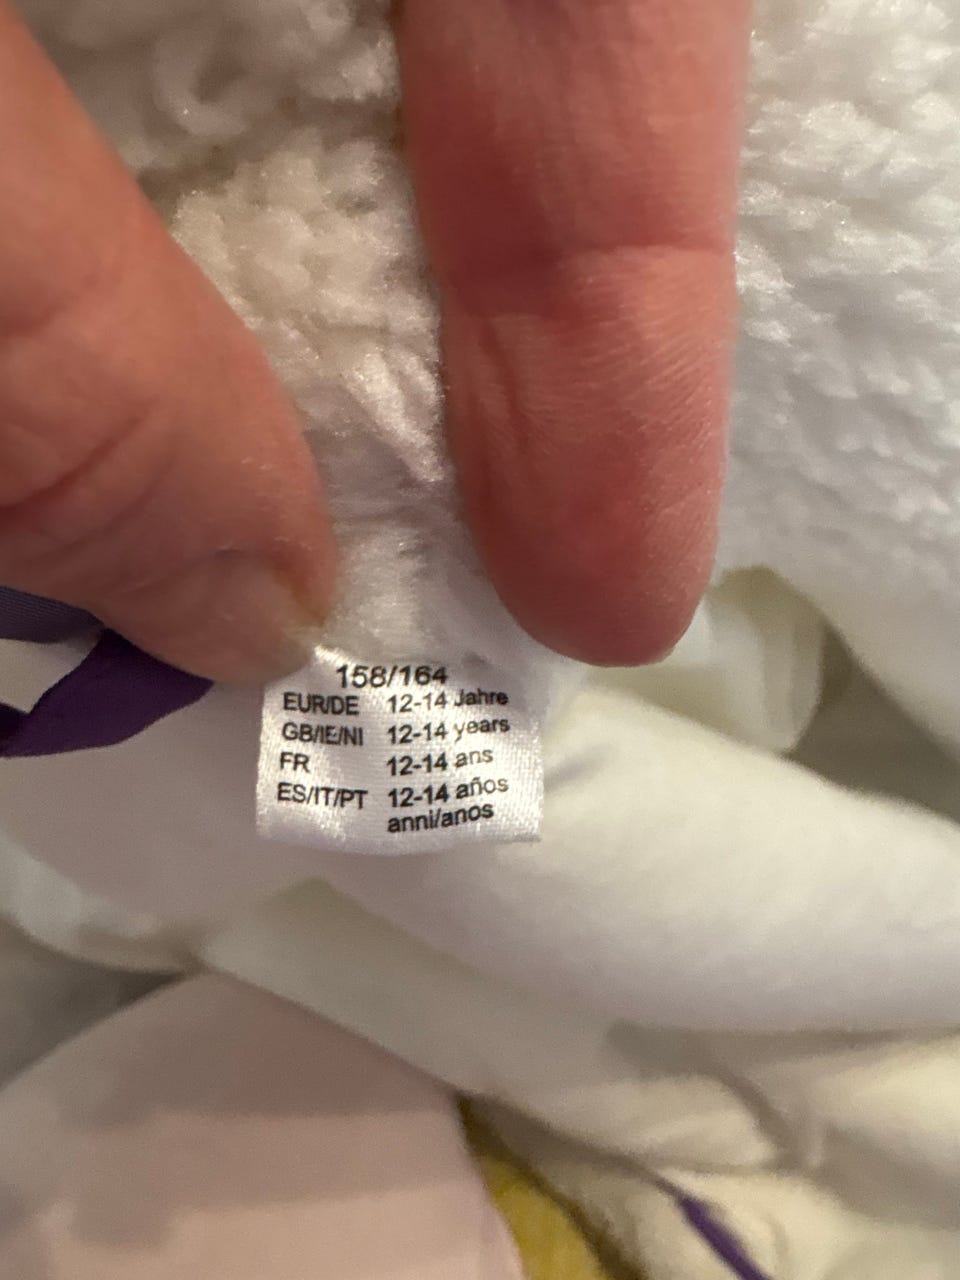 158/164
EUR/DE 12-14 Jahre
GB/IE/NI 12-14 years
FR 12-14 ans
ES/IT/PT 12-14 años
anni/anos